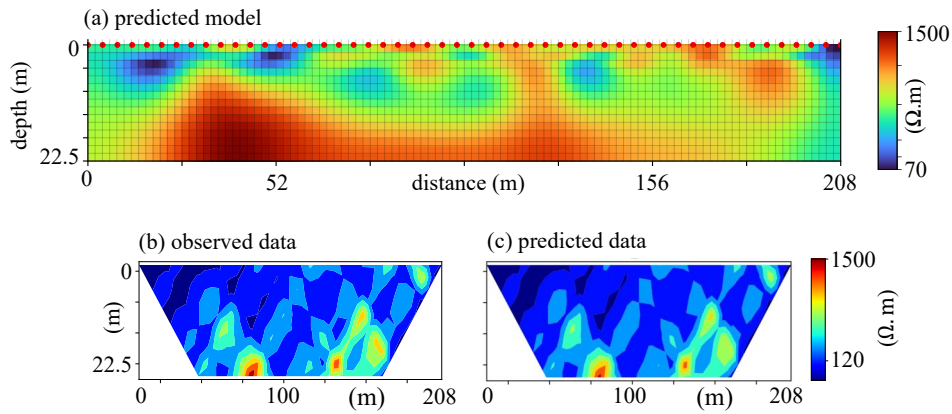 (a) predicted model
0
depth (m)
22.5
0
52
distance (m)
156
208
1500
(Ω.m)
70
(b) observed data
0
(m)
22.5
0
100
(m)
208
(c) predicted data
0
100
(m)
208
1500
(Ω. m)
120